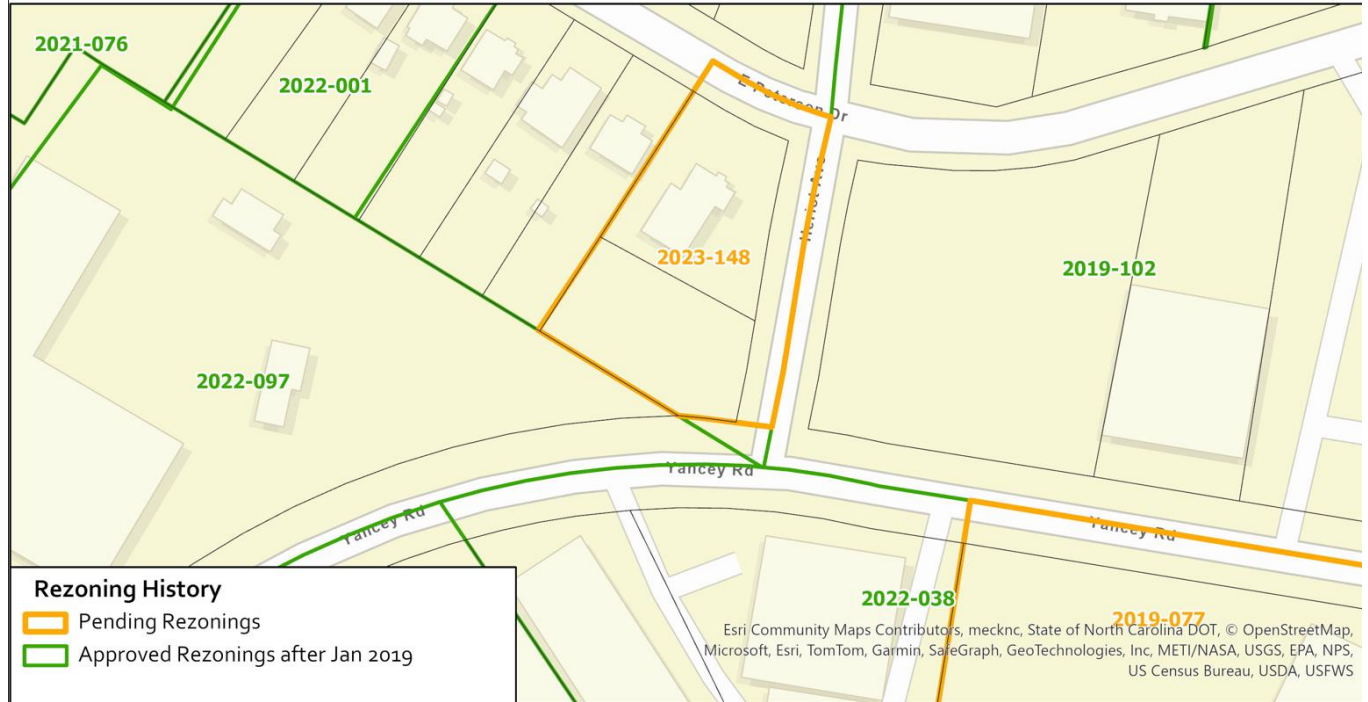 2021-076
2022-001
E Peterson Dr
Heriot Ave
2023-148
2019-102
2022-097
Yancey Rd
Yancey Rd
Yancey Rd
2022-038
2019-077
Rezoning History
Pending Rezonings
Approved Rezonings after Jan 2019
Esri Community Maps Contributors, mecknc, State of North Carolina DOT, © OpenStreetMap,
Microsoft, Esri, TomTom, Garmin, SafeGraph, GeoTechnologies, Inc, METI/NASA, USGS, EPA, NPS,
US Census Bureau, USDA, USFWS